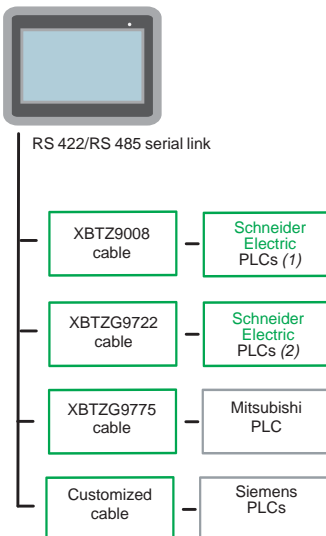 RS 422/RS 485 serial link
XBTZ9008
cable
Schneider
Electric
PLCs (1)
XBTZG9722
cable
Schneider
Electric
PLCs (2)
XBTZG9775
cable
Mitsubishi
PLC
Customized
cable
Siemens
PLCs